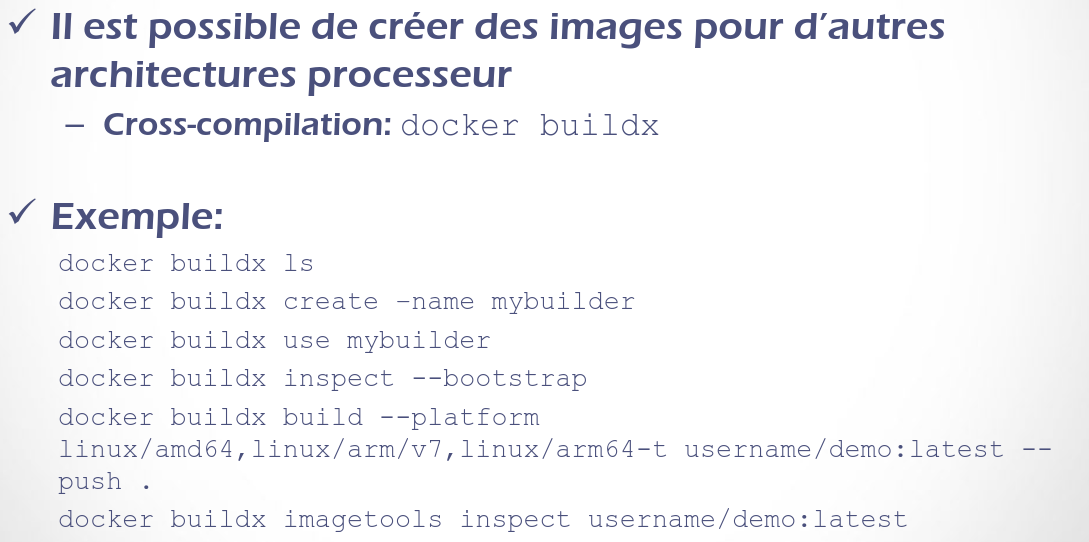 ✓ Il est possible de créer des images pour d’autres
architectures processeur
– Cross-compilation: docker buildx
✓ Exemple:
docker buildx ls
docker buildx create –name mybuilder
docker buildx use mybuilder
docker buildx inspect --bootstrap
docker buildx build --platform
linux/amd64,linux/arm/v7,linux/arm64-t username/demo:latest --
push .
docker buildx imagetools inspect username/demo:latest